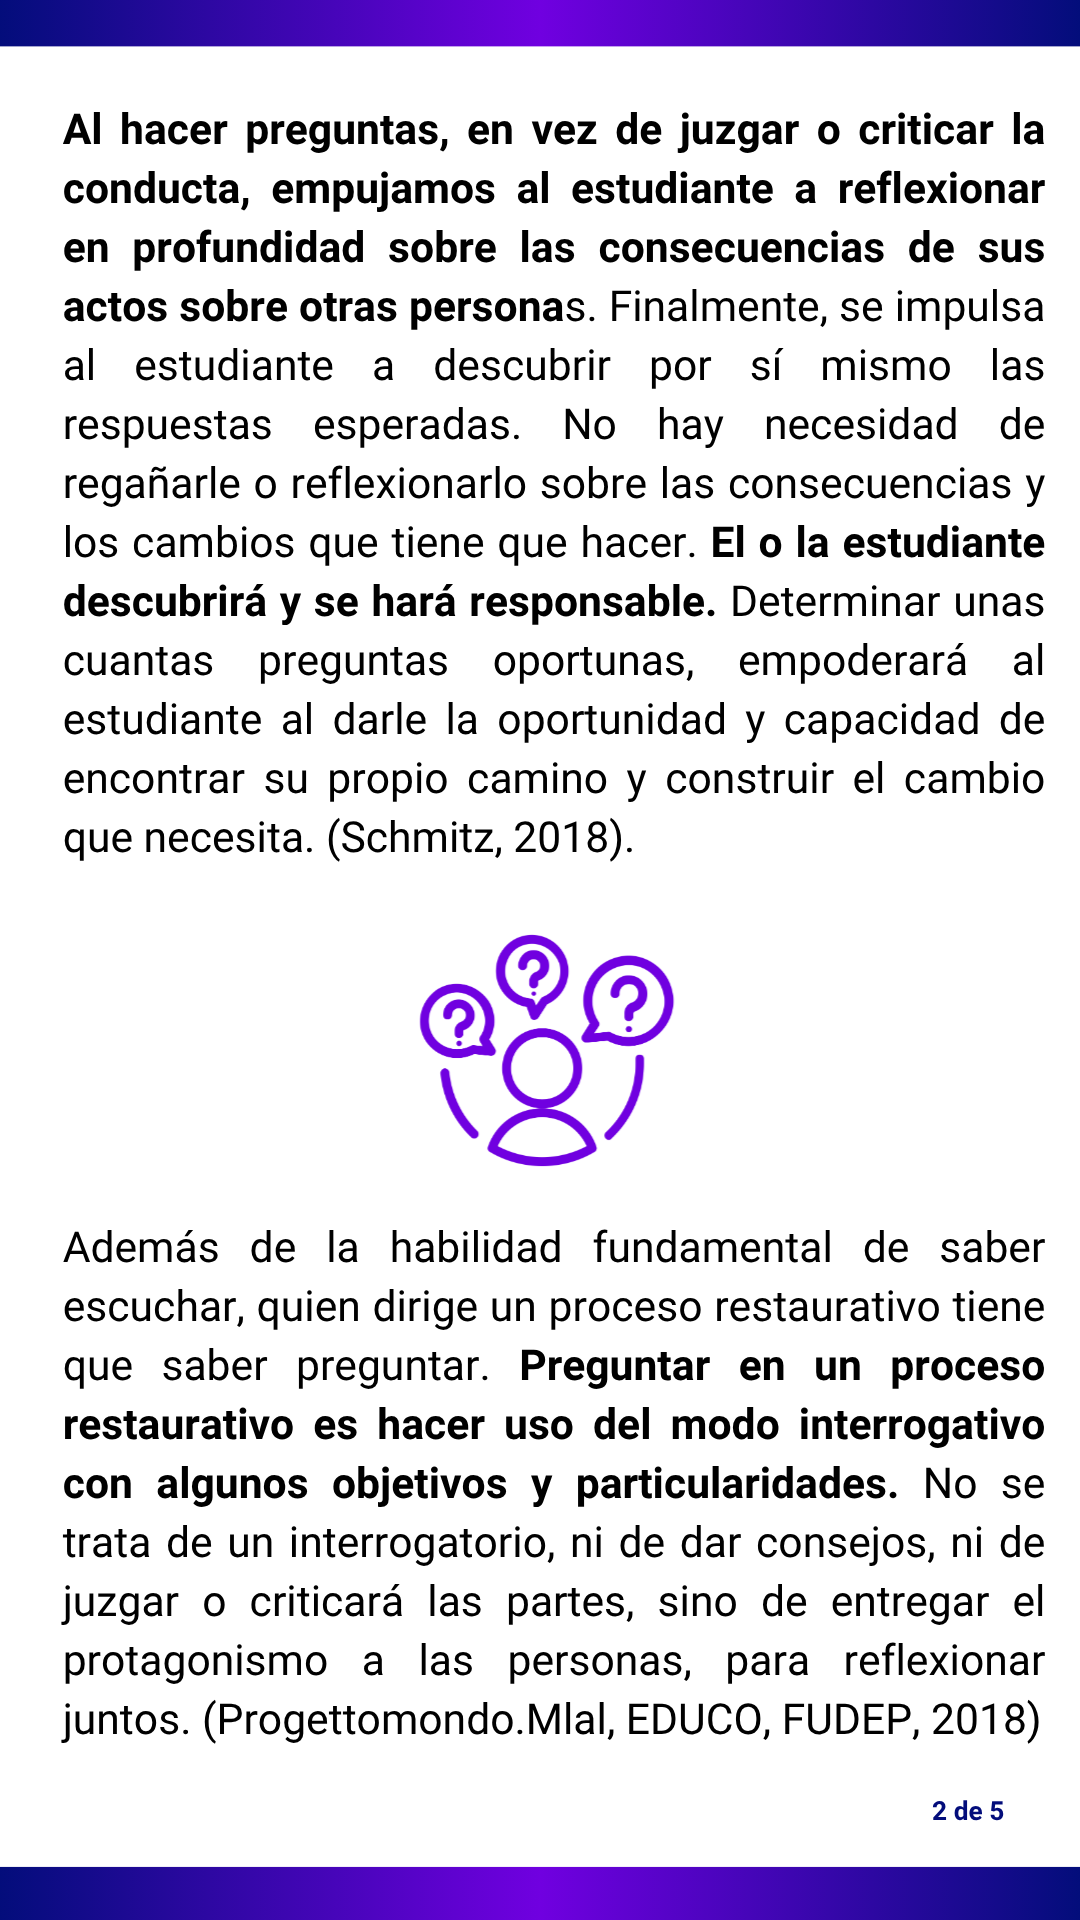 Al hacer preguntas, en vez de juzgar o criticar la
conducta, empujamos al estudiante a reflexionar
en profundidad sobre las consecuencias de sus
actos sobre otras personas. Finalmente, se impulsa
al estudiante a descubrir por sí mismo las
respuestas esperadas. No hay necesidad de
regañarle o reflexionarlo sobre las consecuencias y
los cambios que tiene que hacer. El o la estudiante
descubrirá y se hará responsable. Determinar unas
cuantas preguntas oportunas, empoderará al
estudiante al darle la oportunidad y capacidad de
encontrar su propio camino y construir el cambio
que necesita. (Schmitz, 2018).
? ? ?
Además de la habilidad fundamental de saber
escuchar, quien dirige un proceso restaurativo tiene
que saber preguntar. Preguntar en un proceso
restaurativo es hacer uso del modo interrogativo
con algunos objetivos y particularidades. No se
trata de un interrogatorio, ni de dar consejos, ni de
juzgar o criticará las partes, sino de entregar el
protagonismo a las personas, para reflexionar
juntos. (Progettomondo.Mlal, EDUCO, FUDEP, 2018)
2 de 5